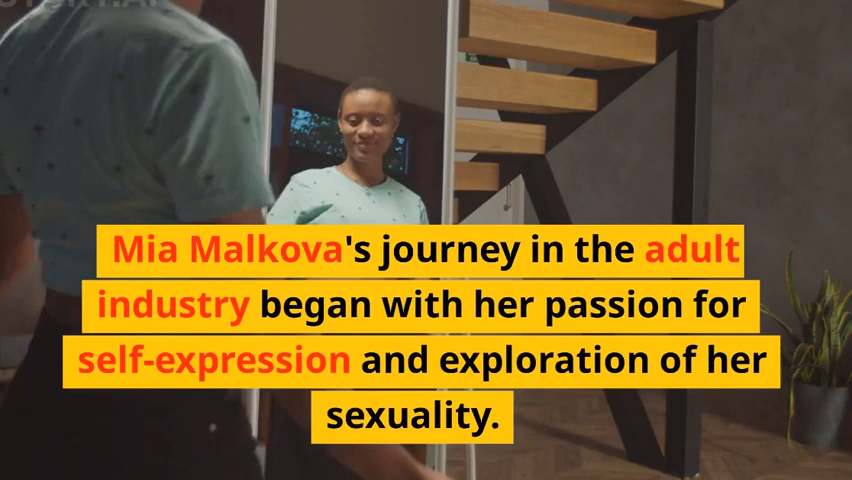 Mia Malkova's journey in the adult
industry began with her passion for
self-expression and exploration of her
sexuality.